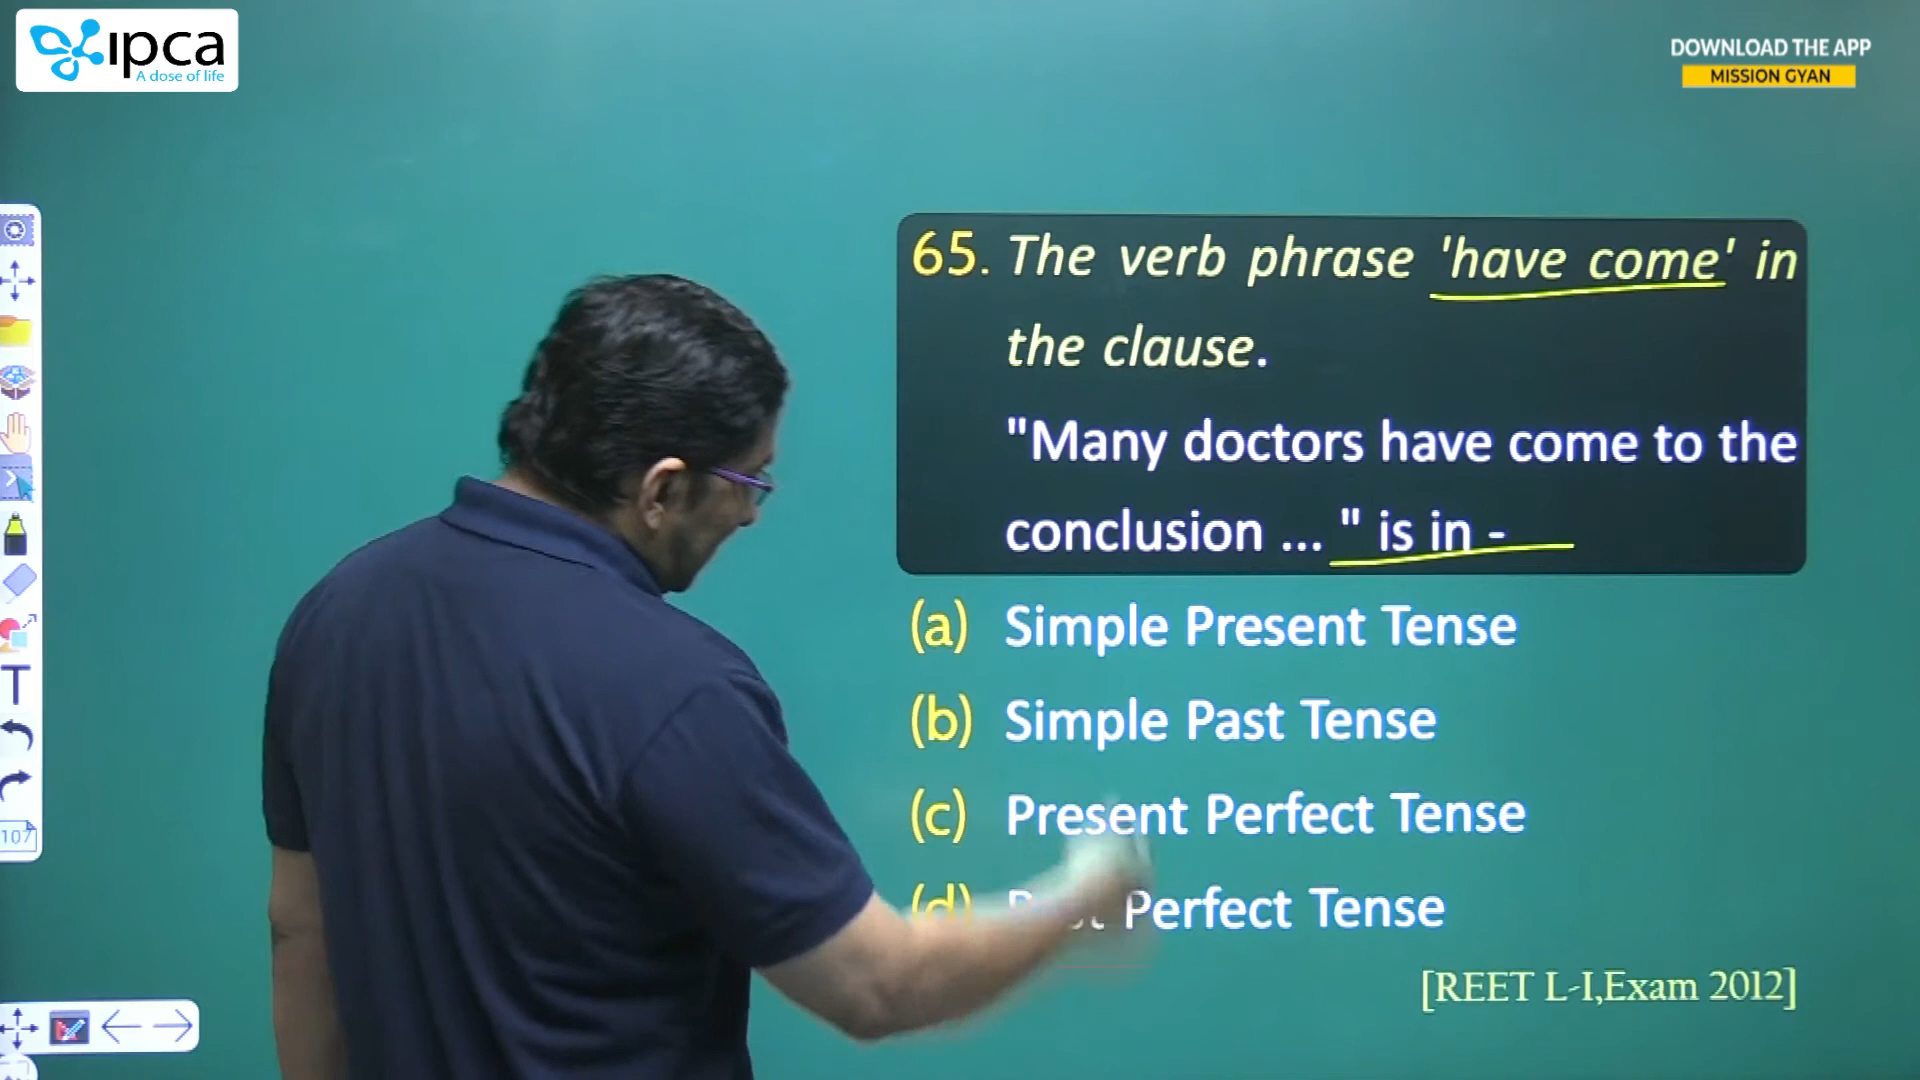 ipca
A dose of life
DOWNLOAD THE APP
MISSION GYAN
65. The verb phrase 'have come' in
the clause.
"Many doctors have come to the
conclusion ... " is in -
(a) Simple Present Tense
(b) Simple Past Tense
(c) Present Perfect Tense
(d) Perfect Tense
[REET L-I,Exam 2012]
T
107